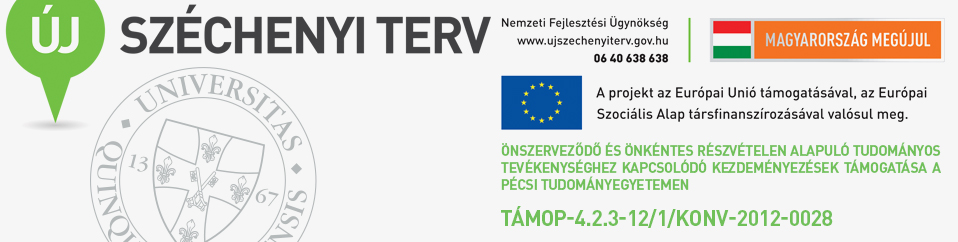 ÚJ SZÉCHENYI TERV
Nemzeti Fejlesztési Ügynökség
www.ujszechenyiterv.gov.hu
06 40 638 638
MAGYARORSZÁG MEGÚJUL
A projekt az Európai Unió támogatásával, az Európai
Szociális Alap társfinanszírozásával valósul meg.
ÖNSZERVEZŐDŐ ÉS ÖNKÉNTES RÉSZVÉTELEN ALAPULÓ TUDOMÁNYOS
TEVÉKENYSÉGHEZ KAPCSOLÓDÓ KEZDEMÉNYEZÉSEK TÁMOGATÁSA A
PÉCSI TUDOMÁNYEGYETEMEN
TÁMOP-4.2.3-12/1/KONV-2012-0028
UNIVERSITAS
13 67